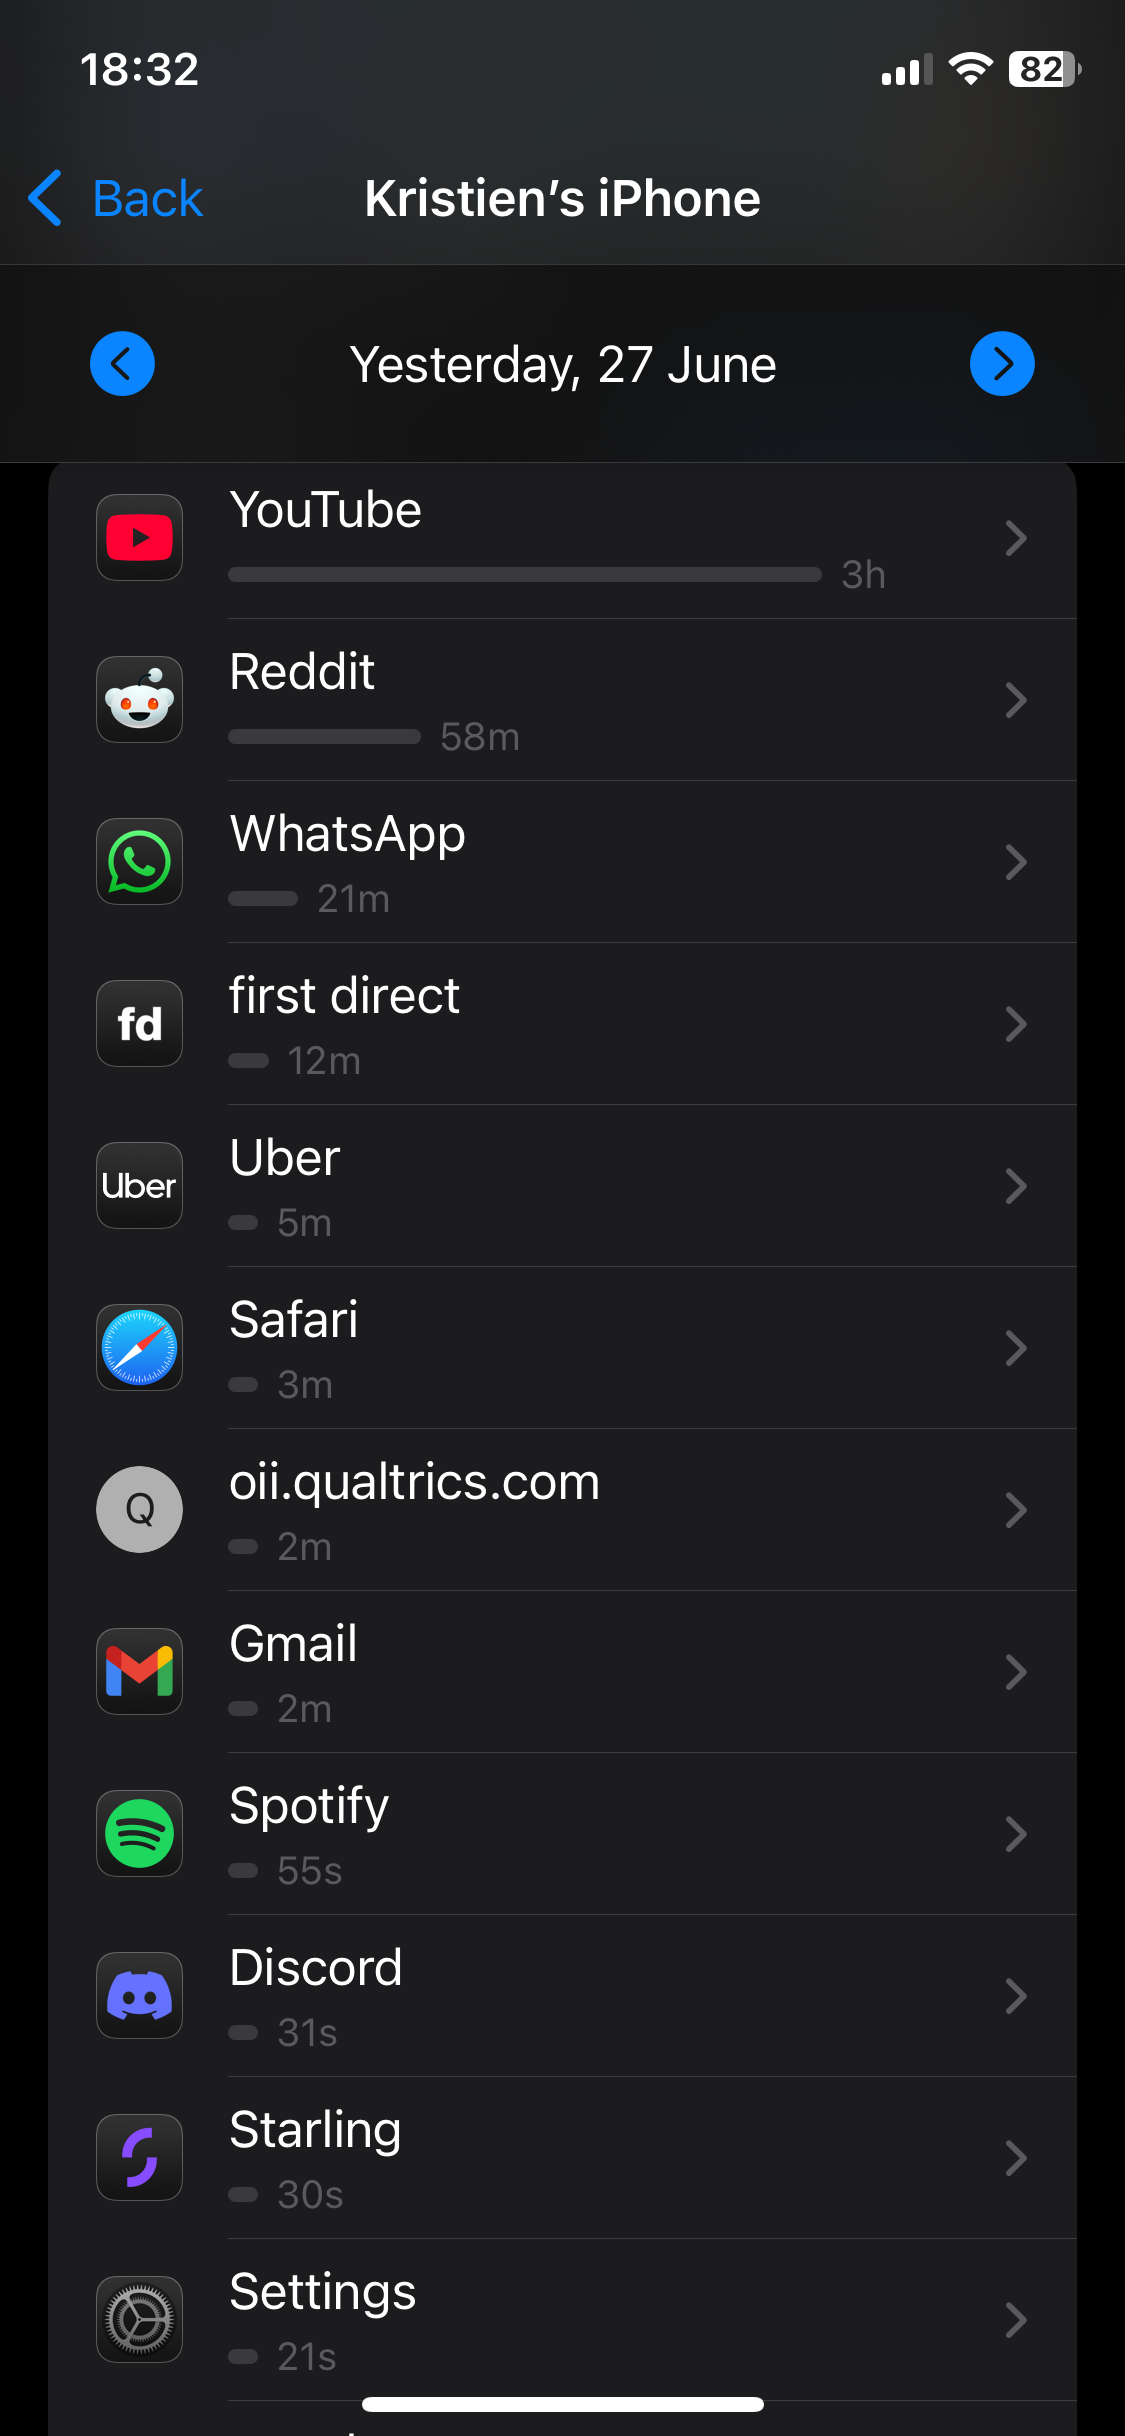 18:32
82
Back
Kristien’s iPhone
Yesterday, 27 June
YouTube
3h
Reddit
58m
WhatsApp
21m
fd
first direct
12m
Uber
Uber
5m
Safari
3m
Q
oii.qualtrics.com
2m
Gmail
2m
Spotify
55s
Discord
31s
Starling
30s
Settings
21s